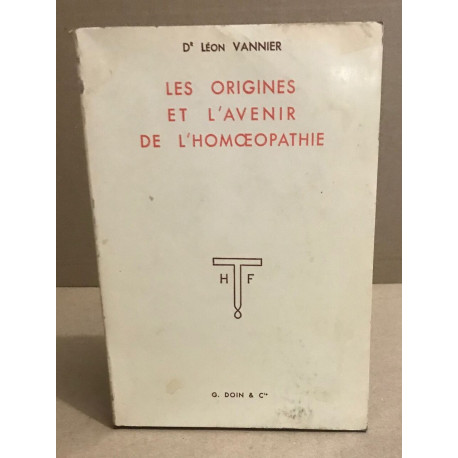 Dr LÉON VANNIER
LES ORIGINES
ET L'AVENIR
DE L'HOMŒOPATHIE
H F
G. DOIN & Cie